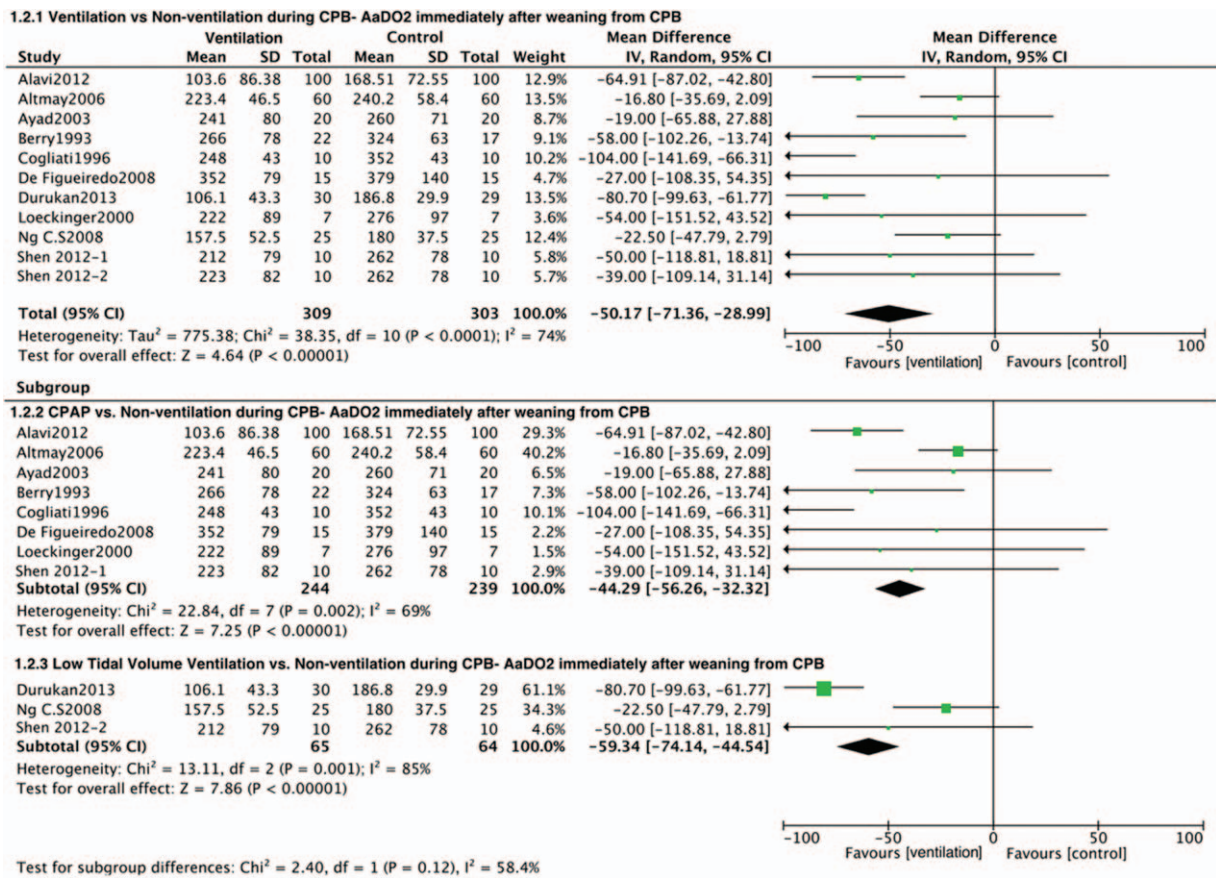 1.2.1 Ventilation vs Non-ventilation during CPB- AaDO2 immediately after weaning from CPB
Ventilation Control Mean Difference Mean Difference
Study Mean SD Total Mean SD Total Weight IV, Random, 95% CI IV, Random, 95% CI
Alavi2012 103.6 86.38 100 168.51 72.55 100 12.9% -64.91 [-87.02, -42.80]
Altmay2006 223.4 46.5 60 240.2 58.4 60 13.5% -16.80 [-35.69, 2.09]
Ayad2003 241 80 20 260 71 20 8.7% -19.00 [-65.88, 27.88]
Berry1993 266 78 22 324 63 17 9.1% -58.00 [-102.26, -13.74]
Cogliati1996 248 43 10 352 43 10 10.2% -104.00 [-141.69, -66.31]
De Figueiredo2008 352 79 15 379 140 15 4.7% -27.00 [-108.35, 54.35]
Durukan2013 106.1 43.3 30 186.8 29.9 29 13.5% -80.70 [-99.63, -61.77]
Loeckinger2000 222 89 7 276 97 7 3.6% -54.00 [-151.52, 43.52]
Ng C.S2008 157.5 52.5 25 180 37.5 25 12.4% -22.50 [-47.79, 2.79]
Shen 2012-1 212 79 10 262 78 10 5.8% -50.00 [-118.81, 18.81]
Shen 2012-2 223 82 10 262 78 10 5.7% -39.00 [-109.14, 31.14]
Total (95% CI) 309 303 100.0% -50.17 [-71.36, -28.99]
Heterogeneity: Tau² = 775.38; Chi² = 38.35, df = 10 (P < 0.0001); I² = 74%
Test for overall effect: Z = 4.64 (P < 0.00001)
-100 -50 0 50 100
Favours [ventilation] Favours [control]
Subgroup
1.2.2 CPAP vs. Non-ventilation during CPB- AaDO2 immediately after weaning from CPB
Alavi2012 103.6 86.38 100 168.51 72.55 100 29.3% -64.91 [-87.02, -42.80]
Altmay2006 223.4 46.5 60 240.2 58.4 60 40.2% -16.80 [-35.69, 2.09]
Ayad2003 241 80 20 260 71 20 6.5% -19.00 [-65.88, 27.88]
Berry1993 266 78 22 324 63 17 7.3% -58.00 [-102.26, -13.74]
Cogliati1996 248 43 10 352 43 10 10.1% -104.00 [-141.69, -66.31]
De Figueiredo2008 352 79 15 379 140 15 2.2% -27.00 [-108.35, 54.35]
Loeckinger2000 222 89 7 276 97 7 1.5% -54.00 [-151.52, 43.52]
Shen 2012-1 223 82 10 262 78 10 2.9% -39.00 [-109.14, 31.14]
Subtotal (95% CI) 244 239 100.0% -44.29 [-56.26, -32.32]
Heterogeneity: Chi² = 22.84, df = 7 (P = 0.002); I² = 69%
Test for overall effect: Z = 7.25 (P < 0.00001)
1.2.3 Low Tidal Volume Ventilation vs. Non-ventilation during CPB- AaDO2 immediately after weaning from CPB
Durukan2013 106.1 43.3 30 186.8 29.9 29 61.1% -80.70 [-99.63, -61.77]
Ng C.S2008 157.5 52.5 25 180 37.5 25 34.3% -22.50 [-47.79, 2.79]
Shen 2012-2 212 79 10 262 78 10 4.6% -50.00 [-118.81, 18.81]
Subtotal (95% CI) 65 64 100.0% -59.34 [-74.14, -44.54]
Heterogeneity: Chi² = 13.11, df = 2 (P = 0.001); I² = 85%
Test for overall effect: Z = 7.86 (P < 0.00001)
-100 -50 0 50 100
Favours [ventilation] Favours [control]
Test for subgroup differences: Chi² = 2.40, df = 1 (P = 0.12), I² = 58.4%